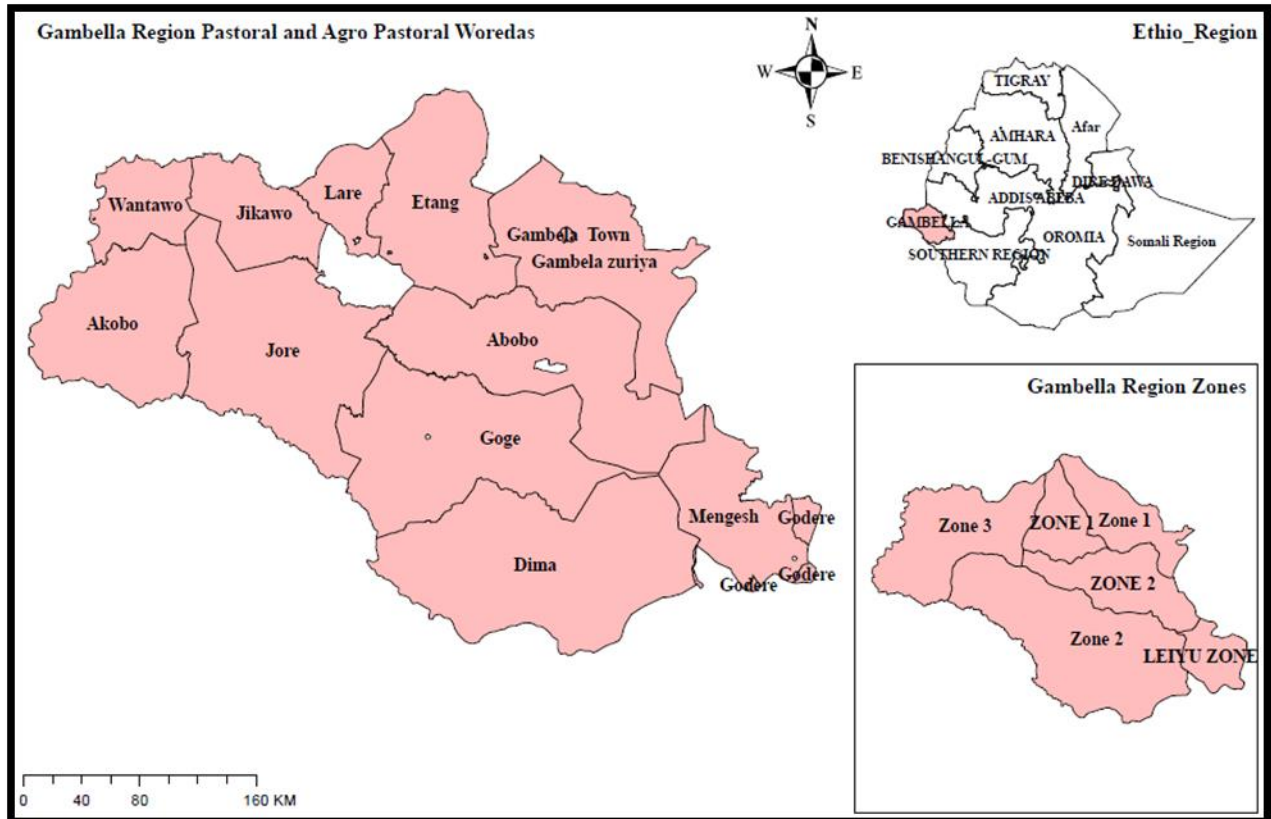 Gambella Region Pastoral and Agro Pastoral Woredas
N
W
E
S
Ethio_Region
TIGRAY
AMHARA
Afar
BENISHANGUL-GUM
DIRE DAWA
ADDIS ABEBA
GAMBELLA
OROMIA
SOUTHERN REGION
Somali Region
Wantawo
Jikawo
Lare
Etang
Gambela Town
Gambela zuriya
Akobo
Jore
Abobo
Goge
Mengesh
Godere
Dima
Godere
Godere
Gambella Region Zones
Zone 3
ZONE 1
Zone 1
ZONE 2
Zone 2
LEIYU ZONE
0 40 80 160 KM